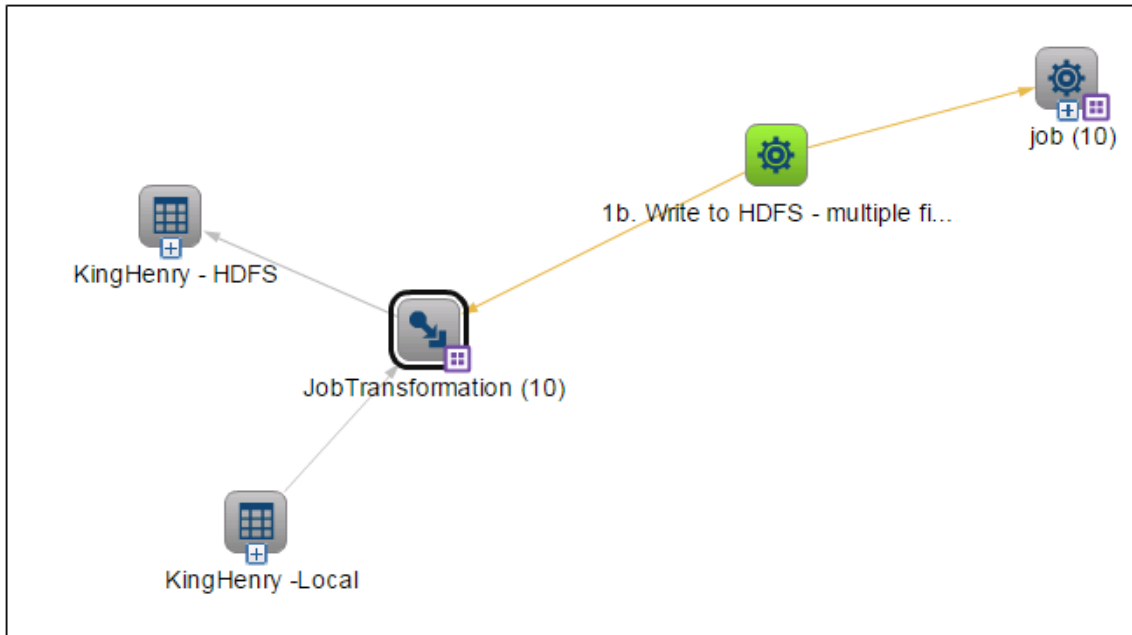 job (10)
1b. Write to HDFS - multiple fi...
KingHenry - HDFS
JobTransformation (10)
KingHenry -Local